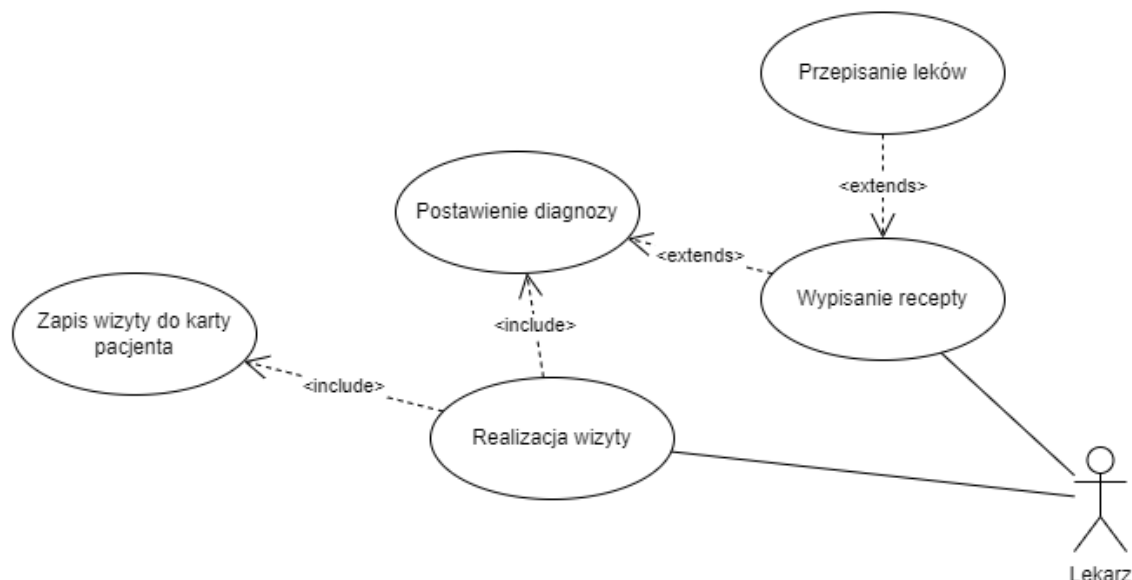 Przepisanie leków
<extends>
Postawienie diagnozy
<extends>
Wypisanie recepty
Zapis wizyty do karty
pacjenta
<include>
<include>
Realizacja wizyty
Lekarz